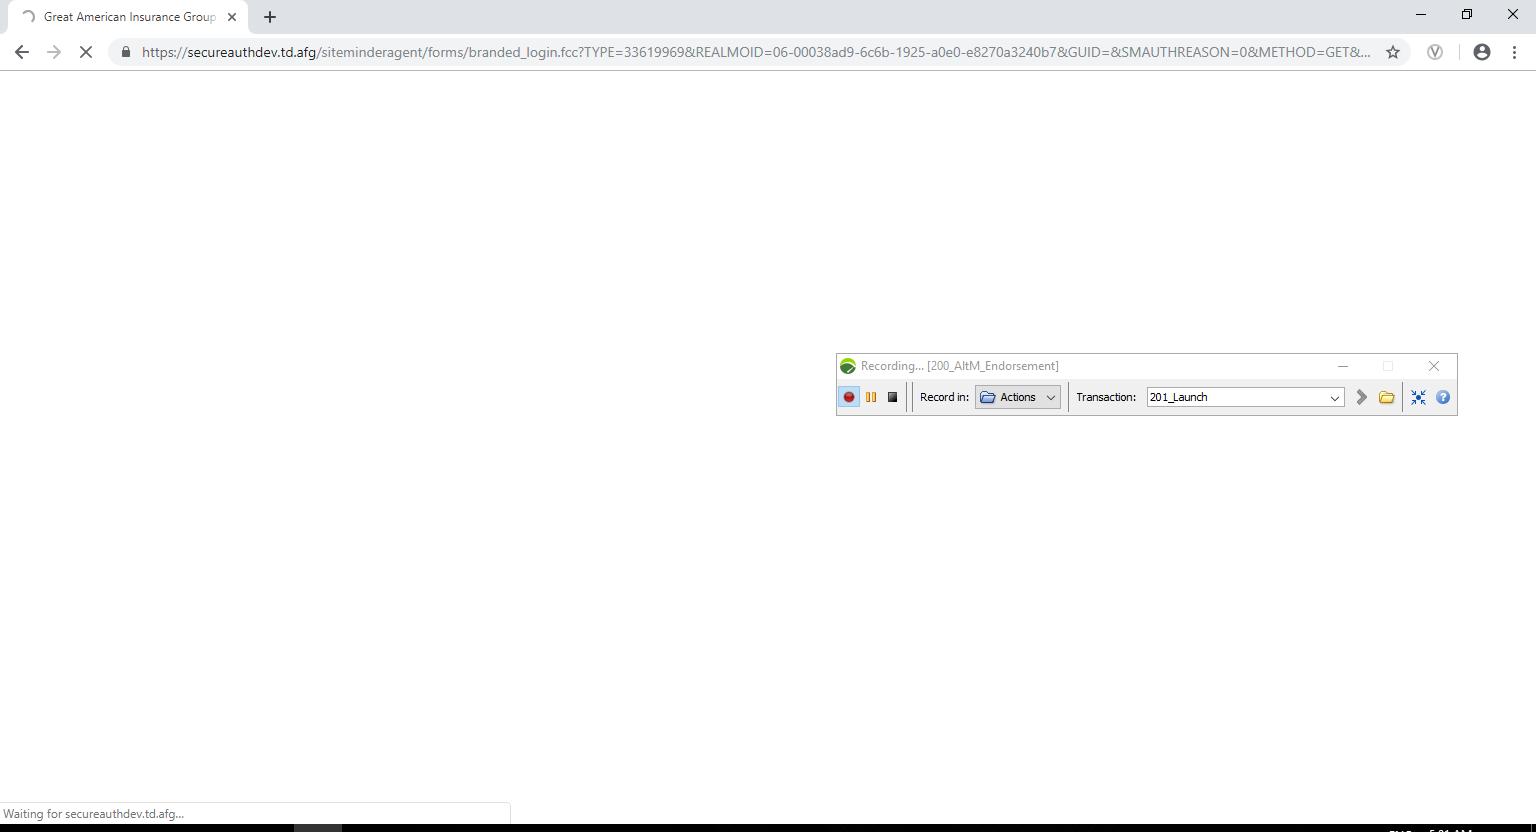 Great American Insurance Group
https://secureauthdev.td.afg/siteminderagent/forms/branded_login.fcc?TYPE=33619969&REALMOID=06-00038ad9-6c6b-1925-a0e0-e8270a3240b7&GUID=&SMAUTHREASON=0&METHOD=GET&...
Recording... [200_AltM_Endorsement]
Record in: Actions Transaction: 201_Launch
Waiting for secureauthdev.td.afg...